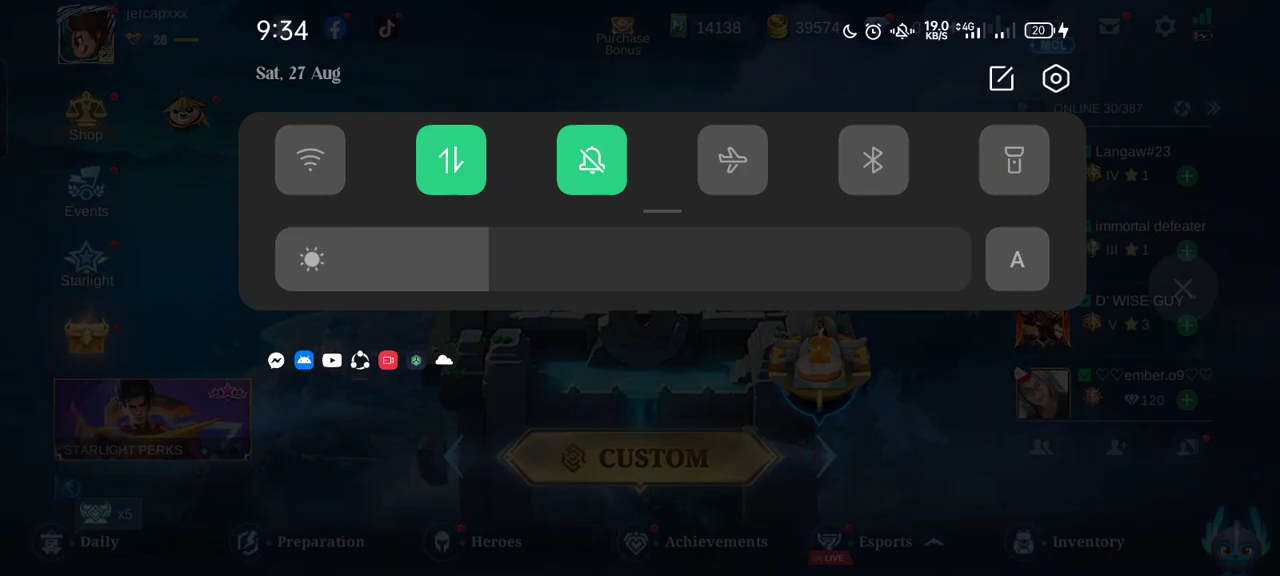 jercapxxx
28
9:34
Purchase
Bonus
14138
39574
19.0
KB/S
4G
20
MCL
Sat, 27 Aug
ONLINE 30/387
Shop
Langaw#23
IV ★1
Events
immortal defeater
III ★1
A
Starlight
D' WISE GUY
V ★3
♡♡ember.o9♡♡
120
STARLIGHT PERKS
CUSTOM
x5
Daily
Preparation
Heroes
Achievements
Esports
LIVE
Inventory